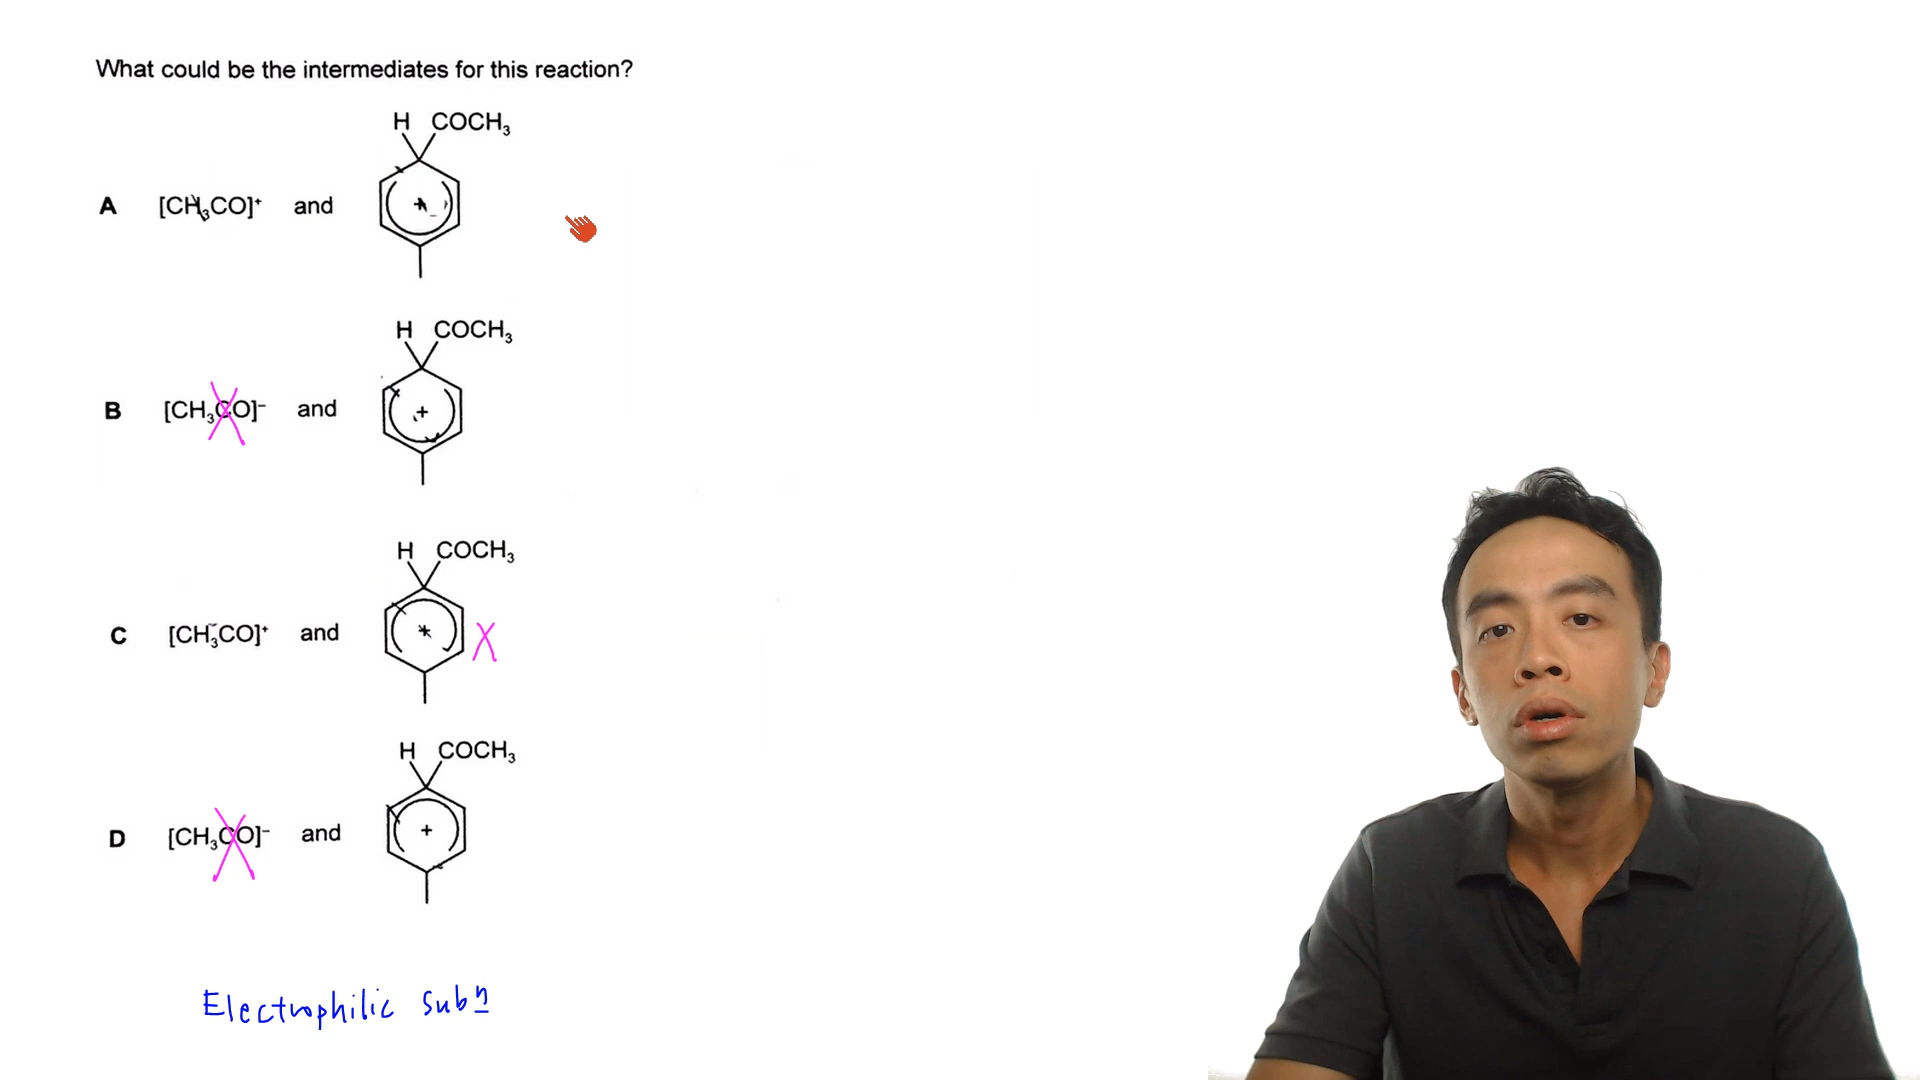 What could be the intermediates for this reaction?
H COCH₃
A [CH₃CO]⁺ and
+
H COCH₃
B [CH₃CO]⁻ and
+
H COCH₃
C [CH₃CO]⁺ and
+
H COCH₃
D [CH₃CO]⁻ and
+
Electrophilic subⁿ